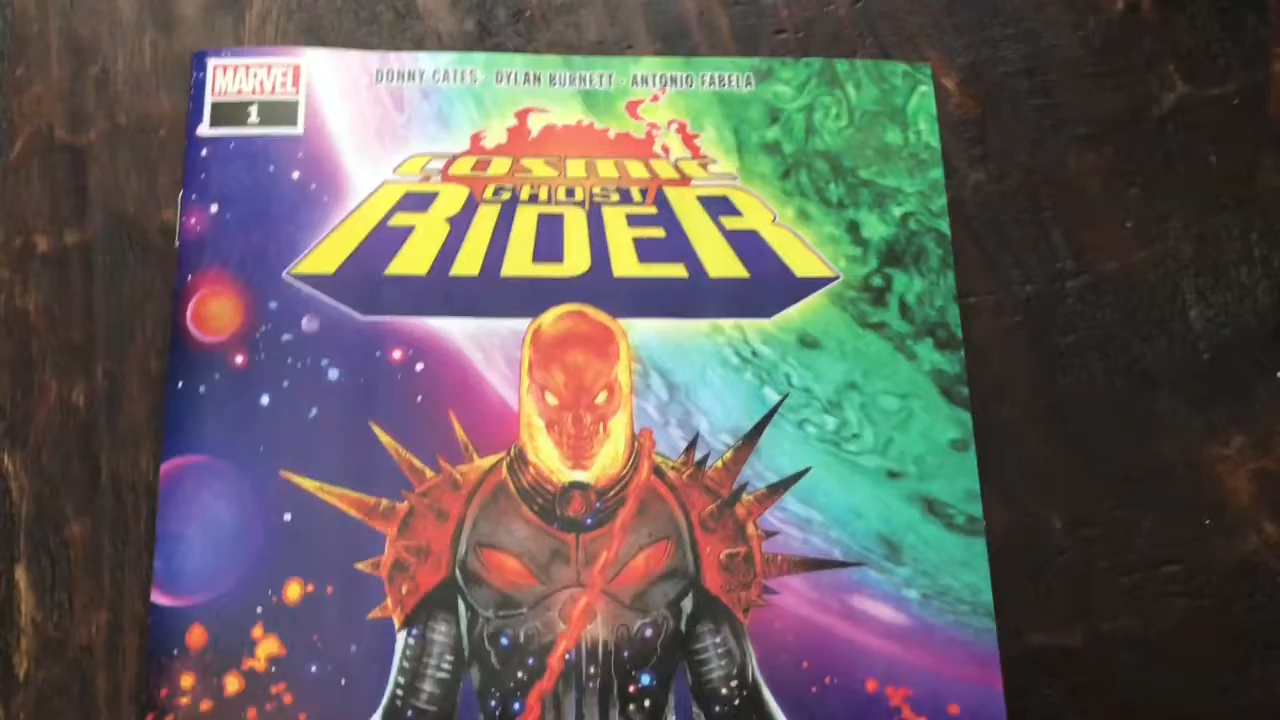 MARVEL
1
DONNY CATES · DYLAN BURNETT · ANTONIO FABELA
COSMIC
GHOST
RIDER